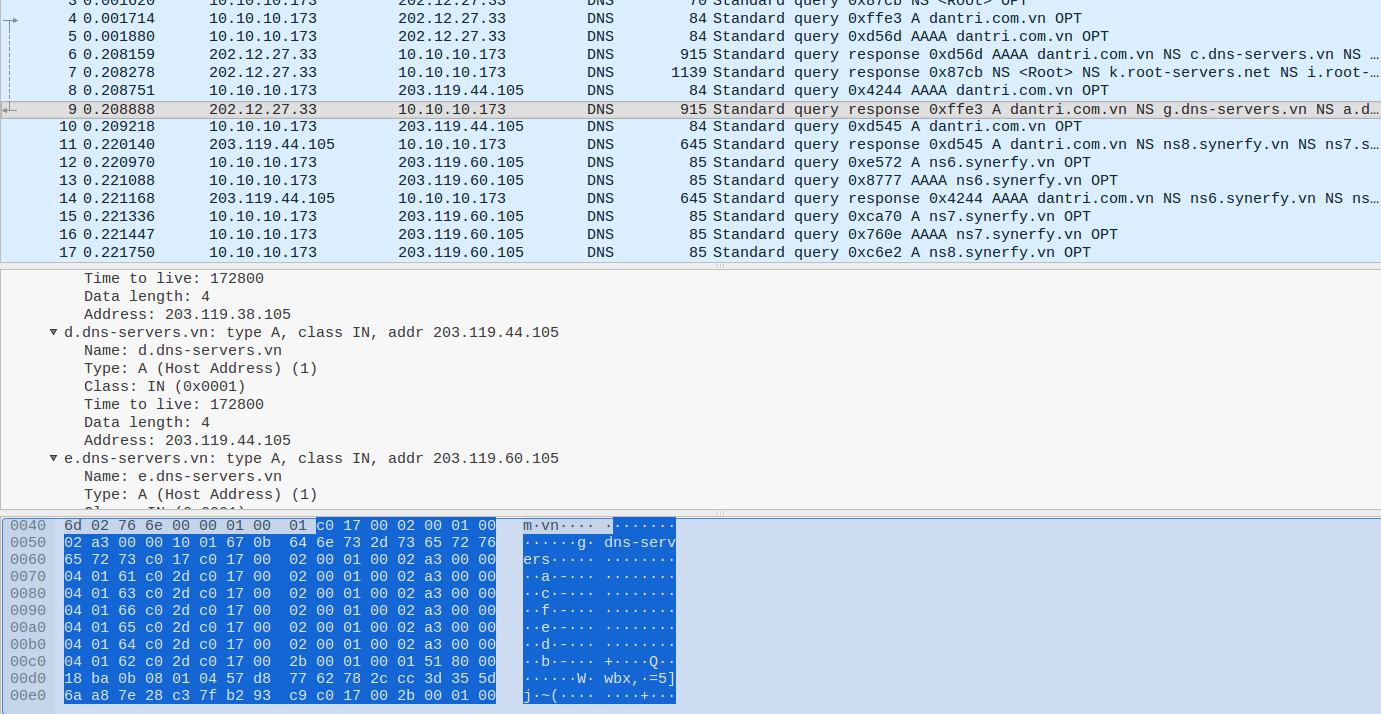 3 0.001620 10.10.10.173 202.12.27.33 DNS 70 Standard query 0x87cb NS <Root> OPT
4 0.001714 10.10.10.173 202.12.27.33 DNS 84 Standard query 0xffe3 A dantri.com.vn OPT
5 0.001880 10.10.10.173 202.12.27.33 DNS 84 Standard query 0xd56d AAAA dantri.com.vn OPT
6 0.208159 202.12.27.33 10.10.10.173 DNS 915 Standard query response 0xd56d AAAA dantri.com.vn NS c.dns-servers.vn NS …
7 0.208278 202.12.27.33 10.10.10.173 DNS 1139 Standard query response 0x87cb NS <Root> NS k.root-servers.net NS i.root-…
8 0.208751 10.10.10.173 203.119.44.105 DNS 84 Standard query 0x4244 AAAA dantri.com.vn OPT
9 0.208888 202.12.27.33 10.10.10.173 DNS 915 Standard query response 0xffe3 A dantri.com.vn NS g.dns-servers.vn NS a.d…
10 0.209218 10.10.10.173 203.119.44.105 DNS 84 Standard query 0xd545 A dantri.com.vn OPT
11 0.220140 203.119.44.105 10.10.10.173 DNS 645 Standard query response 0xd545 A dantri.com.vn NS ns8.synerfy.vn NS ns7.s…
12 0.220970 10.10.10.173 203.119.60.105 DNS 85 Standard query 0xe572 A ns6.synerfy.vn OPT
13 0.221088 10.10.10.173 203.119.60.105 DNS 85 Standard query 0x8777 AAAA ns6.synerfy.vn OPT
14 0.221168 203.119.44.105 10.10.10.173 DNS 645 Standard query response 0x4244 AAAA dantri.com.vn NS ns6.synerfy.vn NS ns…
15 0.221336 10.10.10.173 203.119.60.105 DNS 85 Standard query 0xca70 A ns7.synerfy.vn OPT
16 0.221447 10.10.10.173 203.119.60.105 DNS 85 Standard query 0x760e AAAA ns7.synerfy.vn OPT
17 0.221750 10.10.10.173 203.119.60.105 DNS 85 Standard query 0xc6e2 A ns8.synerfy.vn OPT
Time to live: 172800
Data length: 4
Address: 203.119.38.105
d.dns-servers.vn: type A, class IN, addr 203.119.44.105
Name: d.dns-servers.vn
Type: A (Host Address) (1)
Class: IN (0x0001)
Time to live: 172800
Data length: 4
Address: 203.119.44.105
e.dns-servers.vn: type A, class IN, addr 203.119.60.105
Name: e.dns-servers.vn
Type: A (Host Address) (1)
Class: IN (0x0001)
0040 6d 02 76 6e 00 00 01 00 01 c0 17 00 02 00 01 00 m·vn···· ········
0050 02 a3 00 00 10 01 67 0b 64 6e 73 2d 73 65 72 76 ······g· dns-serv
0060 65 72 73 c0 17 c0 17 00 02 00 01 00 02 a3 00 00 ers····· ········
0070 04 01 61 c0 2d c0 17 00 02 00 01 00 02 a3 00 00 ··a·-··· ········
0080 04 01 63 c0 2d c0 17 00 02 00 01 00 02 a3 00 00 ··c·-··· ········
0090 04 01 66 c0 2d c0 17 00 02 00 01 00 02 a3 00 00 ··f·-··· ········
00a0 04 01 65 c0 2d c0 17 00 02 00 01 00 02 a3 00 00 ··e·-··· ········
00b0 04 01 64 c0 2d c0 17 00 02 00 01 00 02 a3 00 00 ··d·-··· ········
00c0 04 01 62 c0 2d c0 17 00 2b 00 01 00 01 51 80 00 ··b·-··· +····Q··
00d0 18 ba 0b 08 01 04 57 d8 77 62 78 2c cc 3d 35 5d ······W· wbx,·=5]
00e0 6a a8 7e 28 c3 7f b2 93 c9 c0 17 00 2b 00 01 00 j·~(···· ····+···